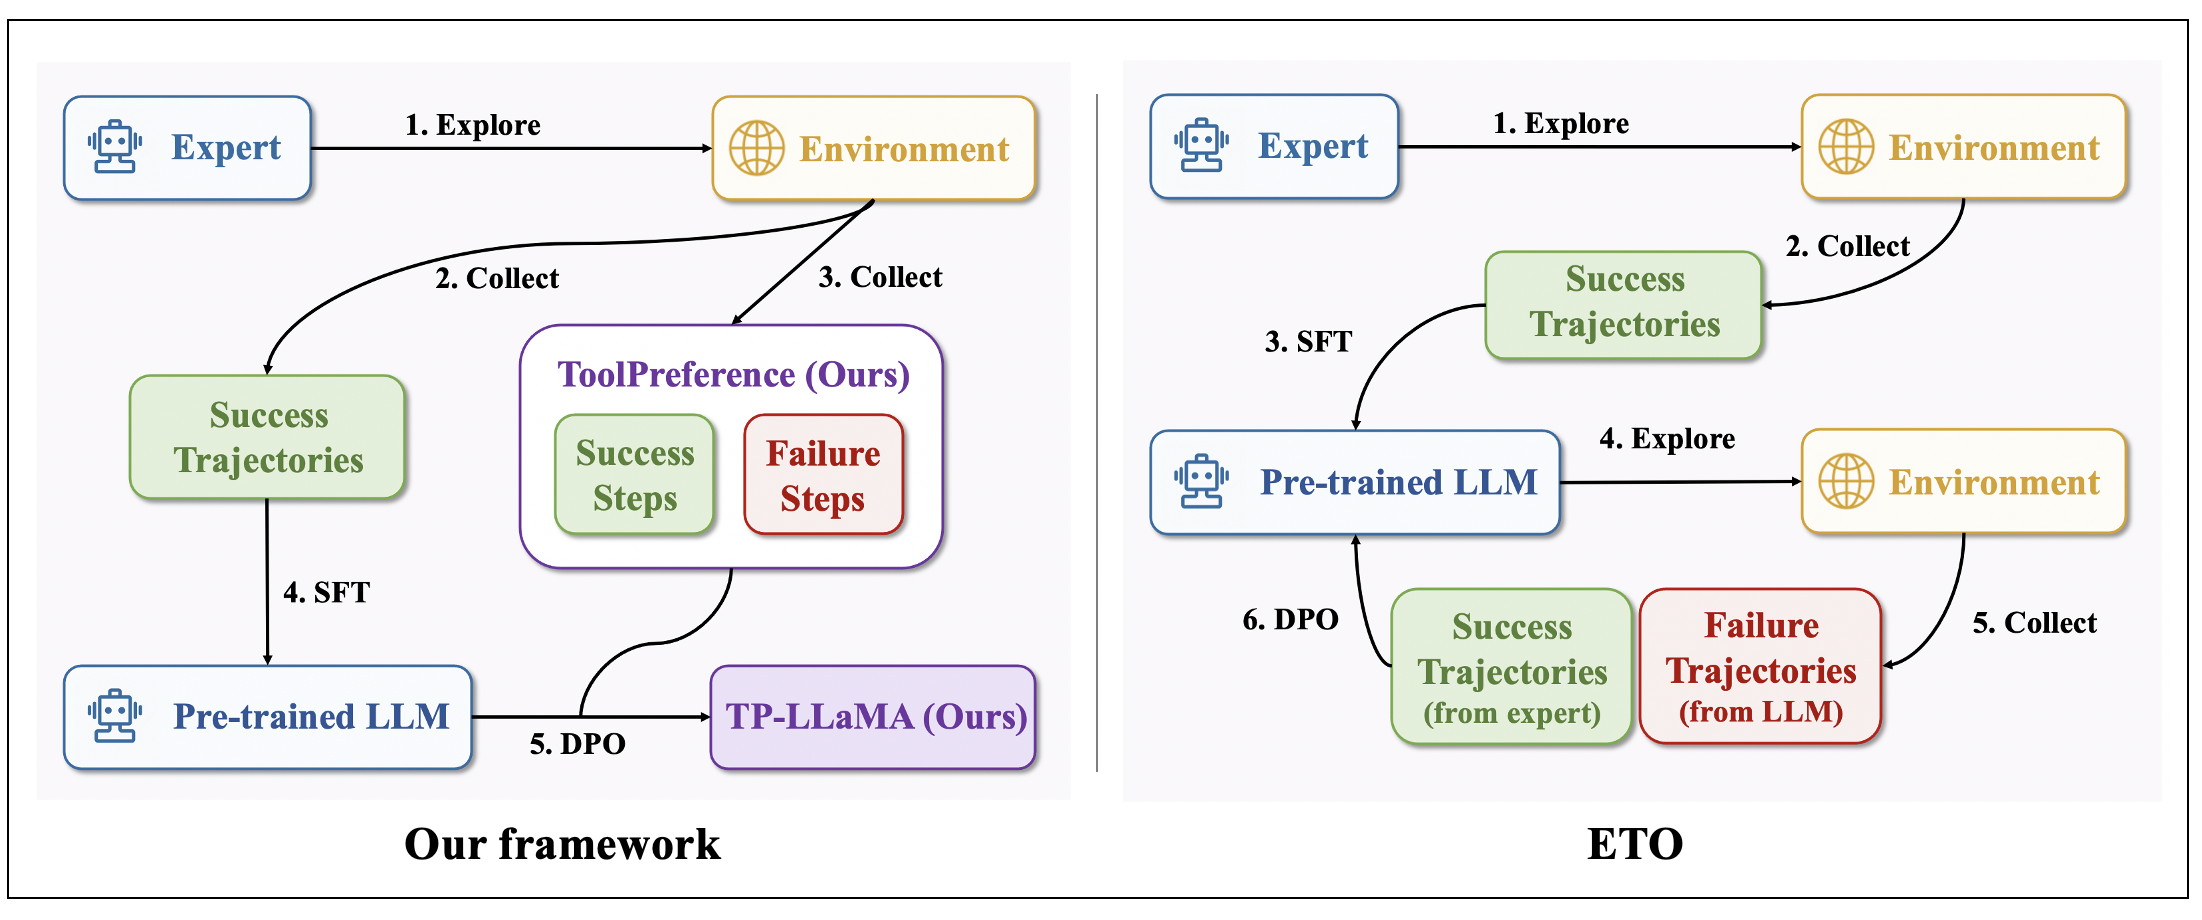 Expert
1. Explore
Environment
2. Collect
3. Collect
Success
Trajectories
ToolPreference (Ours)
Success
Steps
Failure
Steps
4. SFT
Pre-trained LLM
5. DPO
TP-LLaMA (Ours)
Our framework
Expert
1. Explore
Environment
2. Collect
Success
Trajectories
3. SFT
Pre-trained LLM
4. Explore
Environment
5. Collect
6. DPO
Success
Trajectories
(from expert)
Failure
Trajectories
(from LLM)
ETO